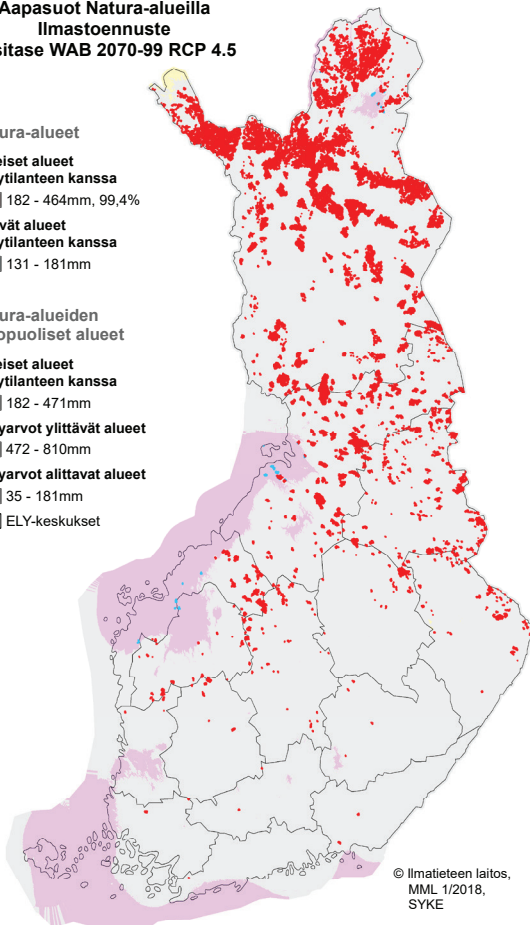 Aapasuot Natura-alueilla
Ilmastoennuste
sitase WAB 2070-99 RCP 4.5
ura-alueet
eiset alueet
ytilanteen kanssa
182 - 464mm, 99,4%
vät alueet
ytilanteen kanssa
131 - 181mm
ura-alueiden
opuoliset alueet
eiset alueet
ytilanteen kanssa
182 - 471mm
yarvot ylittävät alueet
472 - 810mm
yarvot alittavat alueet
35 - 181mm
ELY-keskukset
© Ilmatieteen laitos,
MML 1/2018,
SYKE